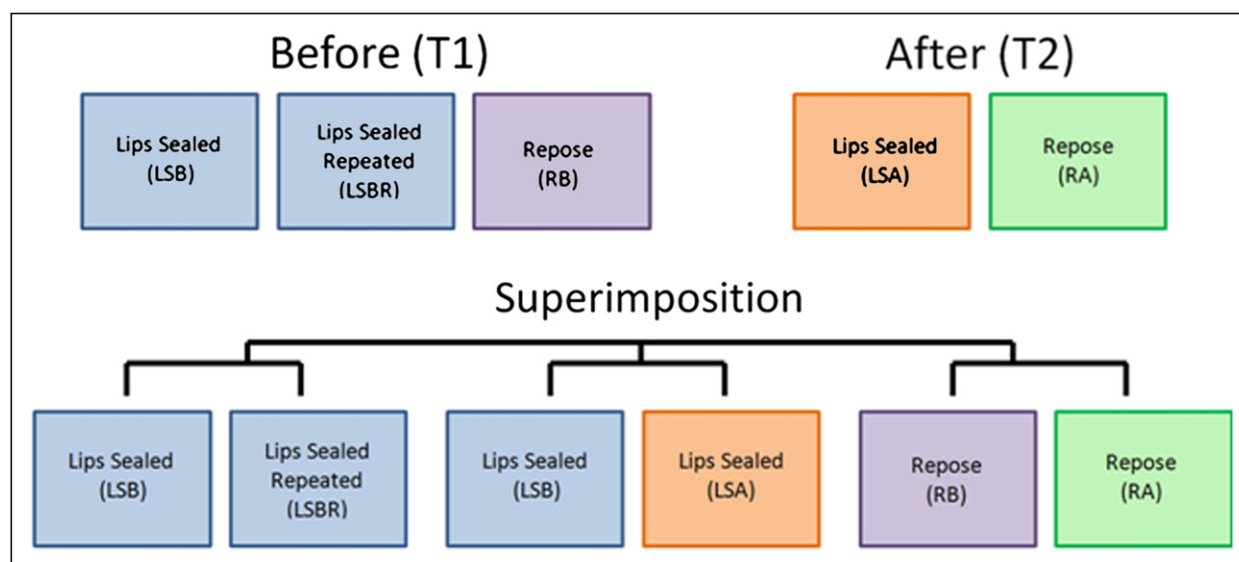 Before (T1)
After (T2)
Lips Sealed
(LSB)
Lips Sealed
Repeated
(LSBR)
Repose
(RB)
Lips Sealed
(LSA)
Repose
(RA)
Superimposition
Lips Sealed
(LSB)
Lips Sealed
Repeated
(LSBR)
Lips Sealed
(LSB)
Lips Sealed
(LSA)
Repose
(RB)
Repose
(RA)